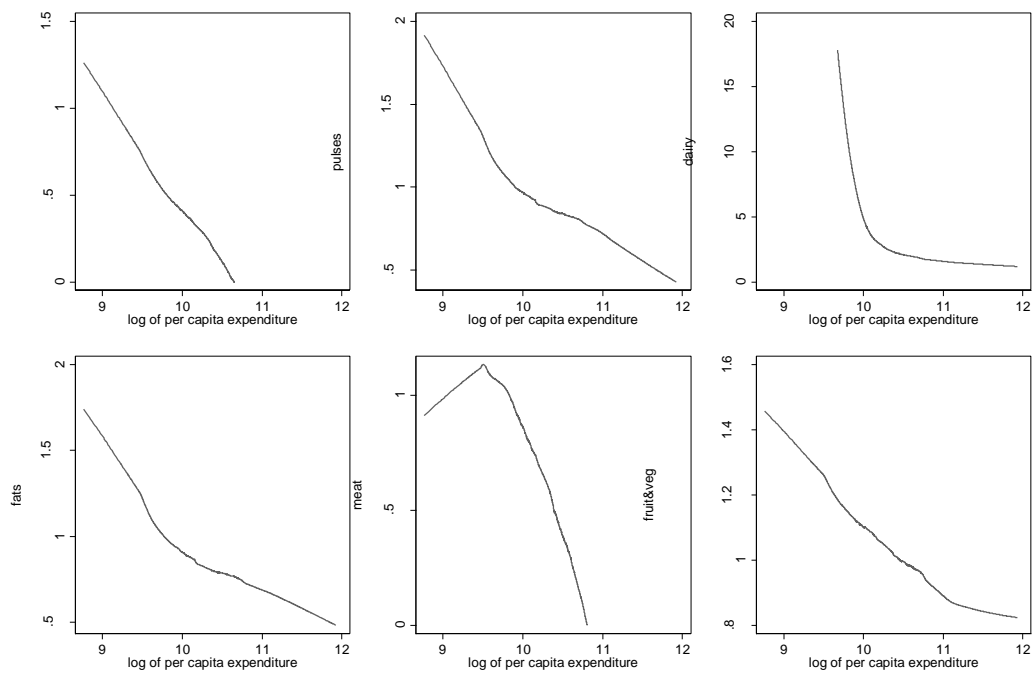 1.5
1
.5
0
9 10 11 12
log of per capita expenditure
pulses
2
1.5
1
.5
9 10 11 12
log of per capita expenditure
dairy
20
15
10
5
0
9 10 11 12
log of per capita expenditure
fats
2
1.5
1
.5
9 10 11 12
log of per capita expenditure
meat
1
.5
0
9 10 11 12
log of per capita expenditure
fruit&veg
1.6
1.4
1.2
1
.8
9 10 11 12
log of per capita expenditure